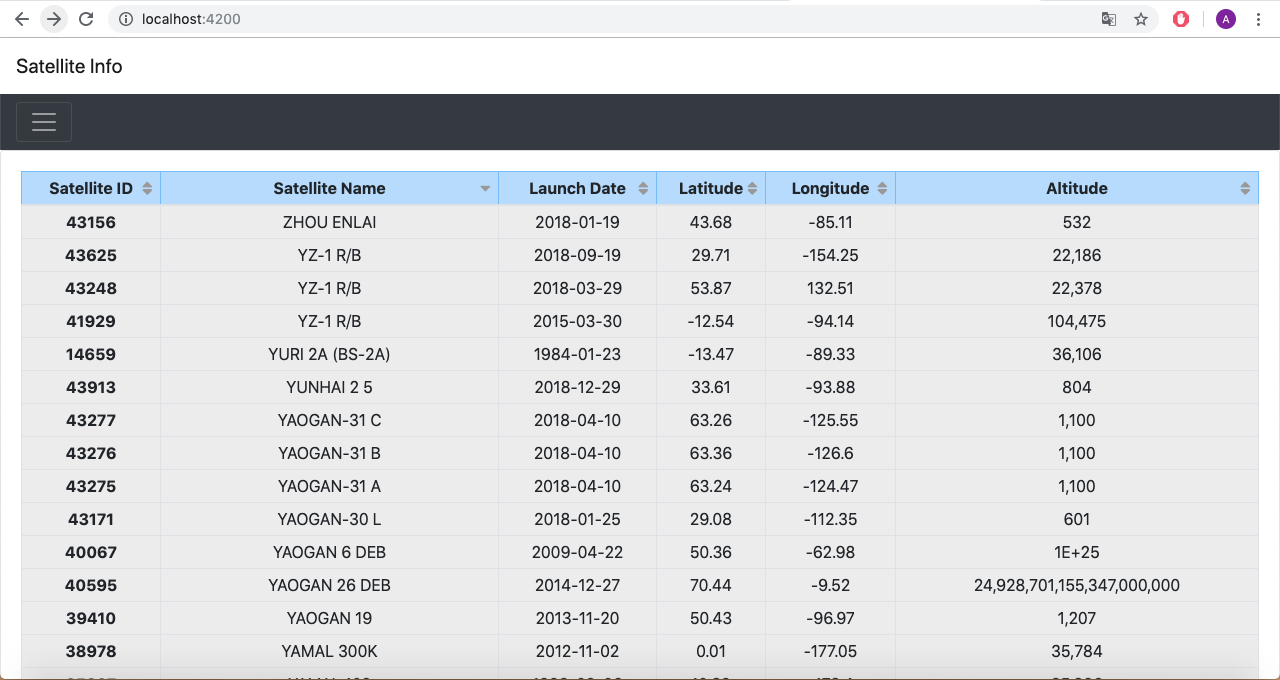 localhost:4200
A
Satellite Info
Satellite ID Satellite Name Launch Date Latitude Longitude Altitude
43156 ZHOU ENLAI 2018-01-19 43.68 -85.11 532
43625 YZ-1 R/B 2018-09-19 29.71 -154.25 22,186
43248 YZ-1 R/B 2018-03-29 53.87 132.51 22,378
41929 YZ-1 R/B 2015-03-30 -12.54 -94.14 104,475
14659 YURI 2A (BS-2A) 1984-01-23 -13.47 -89.33 36,106
43913 YUNHAI 2 5 2018-12-29 33.61 -93.88 804
43277 YAOGAN-31 C 2018-04-10 63.26 -125.55 1,100
43276 YAOGAN-31 B 2018-04-10 63.36 -126.6 1,100
43275 YAOGAN-31 A 2018-04-10 63.24 -124.47 1,100
43171 YAOGAN-30 L 2018-01-25 29.08 -112.35 601
40067 YAOGAN 6 DEB 2009-04-22 50.36 -62.98 1E+25
40595 YAOGAN 26 DEB 2014-12-27 70.44 -9.52 24,928,701,155,347,000,000
39410 YAOGAN 19 2013-11-20 50.43 -96.97 1,207
38978 YAMAL 300K 2012-11-02 0.01 -177.05 35,784